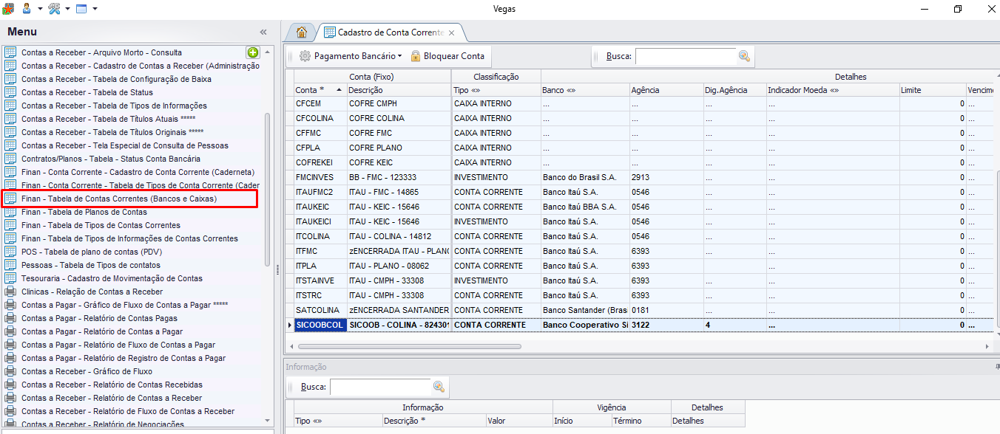 Vegas
Menu
«
Contas a Receber - Arquivo Morto - Consulta
Contas a Receber - Cadastro de Contas a Receber (Administração
Contas a Receber - Tabela de Configuração de Baixa
Contas a Receber - Tabela de Status
Contas a Receber - Tabela de Tipos de Informações
Contas a Receber - Tabela de Títulos Atuais *****
Contas a Receber - Tabela de Títulos Originais *****
Contas a Receber - Tela Especial de Consulta de Pessoas
Contratos/Planos - Tabela - Status Conta Bancária
Finan - Conta Corrente - Cadastro de Conta Corrente (Caderneta)
Finan - Conta Corrente - Tabela de Tipos de Conta Corrente (Cader
Finan - Tabela de Contas Correntes (Bancos e Caixas)
Finan - Tabela de Planos de Contas
Finan - Tabela de Tipos de Contas Correntes
Finan - Tabela de Tipos de Informações de Contas Correntes
POS - Tabela de plano de contas (PDV)
Pessoas - Tabela de Tipos de contatos
Tesouraria - Cadastro de Movimentação de Contas
Clinicas - Relação de Contas a Receber
Contas a Pagar - Gráfico de Fluxo de Contas a Pagar *****
Contas a Pagar - Relatório de Contas Pagas
Contas a Pagar - Relatório de Contas a Pagar
Contas a Pagar - Relatório de Fluxo de Contas a Pagar
Contas a Pagar - Relatório de Registro de Contas a Pagar
Contas a Receber - Gráfico de Fluxo
Contas a Receber - Relatório de Contas Recebidas
Contas a Receber - Relatório de Contas a Receber
Contas a Receber - Relatório de Fluxo de Contas a Receber
Contas a Receber - Relatório de Negociações
Cadastro de Conta Corrente
Pagamento Bancário Bloquear Conta Busca:
Conta (Fixo) Classificação Detalhes
Conta * Descrição Tipo <> Banco <> Agência Dig.Agência Indicador Moeda <> Limite Vencime
CFCEM COFRE CMPH CAIXA INTERNO ... ... ... ... 0 ...
CFCOLINA COFRE COLINA CAIXA INTERNO ... ... ... ... 0 ...
CFFMC COFRE FMC CAIXA INTERNO ... ... ... ... 0 ...
CFPLA COFRE PLANO CAIXA INTERNO ... ... ... ... 0 ...
COFREKEI COFRE KEIC CAIXA INTERNO ... ... ... ... 0 ...
FMCINVES BB - FMC - 123333 INVESTIMENTO Banco do Brasil S.A. 2913 ... ... 0 ...
ITAUFMC2 ITAU - FMC - 14865 CONTA CORRENTE Banco Itaú S.A. 0546 ... ... 0 ...
ITAUKEIC ITAU - KEIC - 15646 CONTA CORRENTE Banco Itaú BBA S.A. 0546 ... ... 0 ...
ITAUKEICI ITAU - KEIC - 15646 INVESTIMENTO Banco Itaú S.A. 0546 ... ... 0 ...
ITCOLINA ITAU - COLINA - 14812 CONTA CORRENTE Banco Itaú S.A. 0546 ... ... 0 ...
ITFMC zENCERRADA ITAU - PLANO CONTA CORRENTE Banco Itaú S.A. 6393 ... ... 0 ...
ITPLA ITAU - PLANO - 08062 CONTA CORRENTE Banco Itaú S.A. 6393 ... ... 0 ...
ITSTAINVE ITAU - CMPH - 33308 INVESTIMENTO Banco Itaú S.A. 6393 ... ... 0 ...
ITSTRC ITAU - CMPH - 33308 CONTA CORRENTE Banco Itaú S.A. 6393 ... ... 0 ...
SATCOLINA zENCERRADA SANTANDER CONTA CORRENTE Banco Santander (Bras 0181 ... ... 0 ...
SICOOBCOL SICOOB - COLINA - 82430 CONTA CORRENTE Banco Cooperativo Si 3122 4 ... 0 ...
Informação
Busca:
Informação Vigência Detalhes
Tipo <> Descrição * Valor Início Término Detalhes